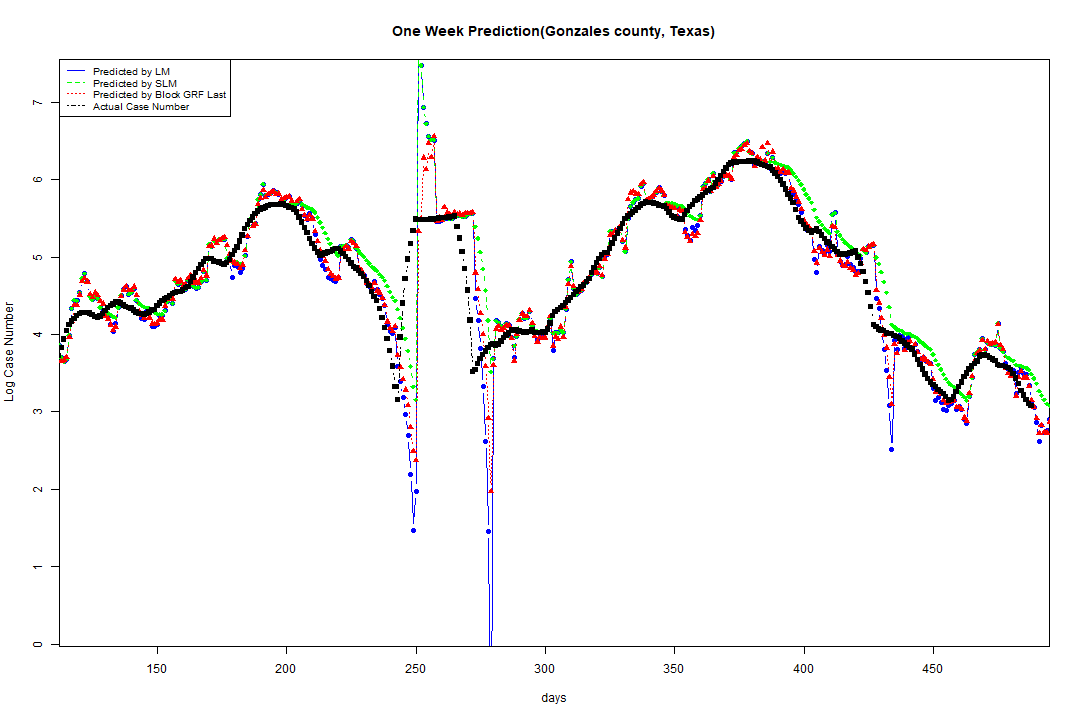 One Week Prediction(Gonzales county, Texas)
Predicted by LM
Predicted by SLM
Predicted by Block GRF Last
Actual Case Number
7
6
5
4
3
2
1
0
Log Case Number
150 200 250 300 350 400 450
days